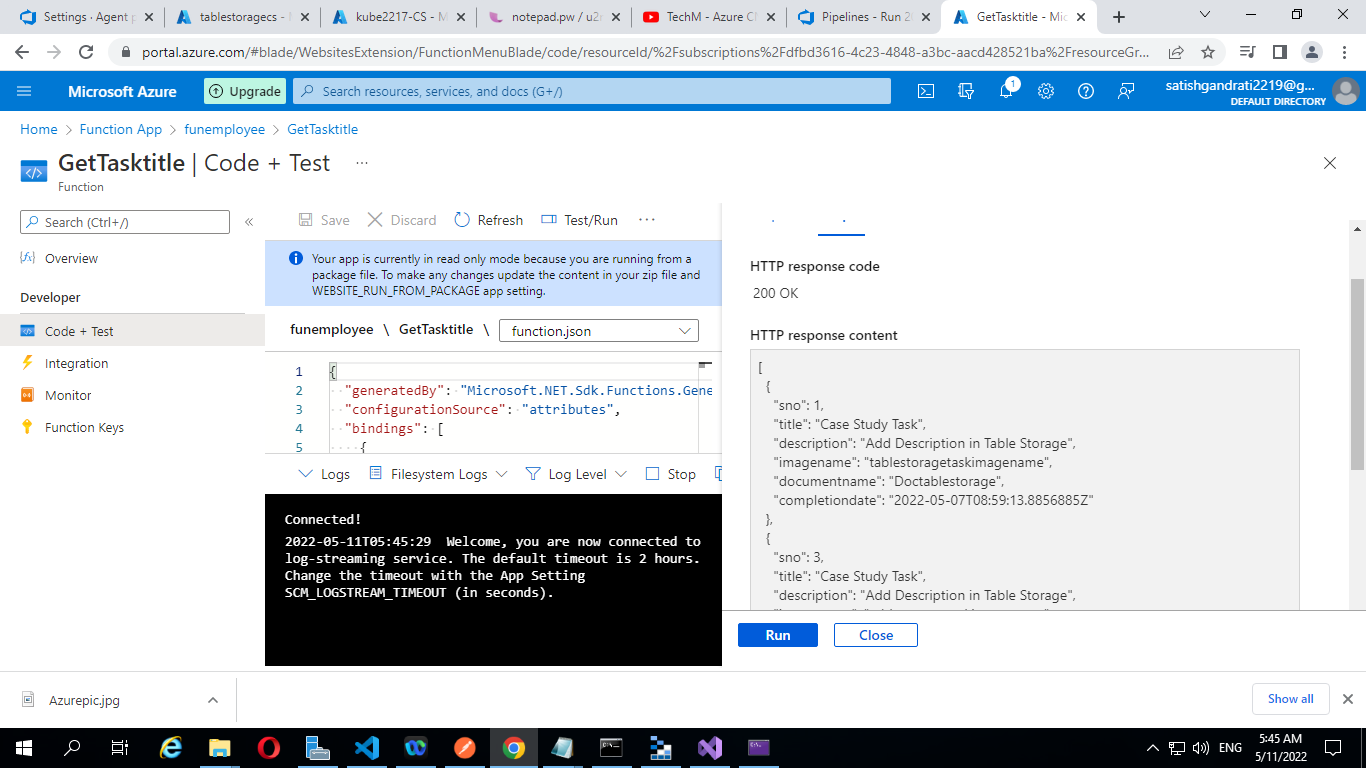 Settings · Agent p
tablestoragecs - M
kube2217-CS - M
notepad.pw / u2
TechM - Azure C
Pipelines - Run 2
GetTasktitle - Mic
portal.azure.com/#blade/WebsitesExtension/FunctionMenuBlade/code/resourceId/%2Fsubscriptions%2Fdfbd3616-4c23-4848-a3bc-aacd428521ba%2FresourceGr...
Microsoft Azure
Upgrade
Search resources, services, and docs (G+/)
1
satishgandrati2219@g...
DEFAULT DIRECTORY
Home > Function App > funemployee > GetTasktitle
GetTasktitle | Code + Test ...
Function
Search (Ctrl+/)
«
Overview
Developer
Code + Test
Integration
Monitor
Function Keys
Save
Discard
Refresh
Test/Run
...
Your app is currently in read only mode because you are running from a
package file. To make any changes update the content in your zip file and
WEBSITE_RUN_FROM_PACKAGE app setting.
funemployee \ GetTasktitle \ function.json
1 {
2 "generatedBy": "Microsoft.NET.Sdk.Functions.Gene
3 "configurationSource": "attributes",
4 "bindings": [
5 {
Logs
Filesystem Logs
Log Level
Stop
Connected!
2022-05-11T05:45:29 Welcome, you are now connected to
log-streaming service. The default timeout is 2 hours.
Change the timeout with the App Setting
SCM_LOGSTREAM_TIMEOUT (in seconds).
HTTP response code
200 OK
HTTP response content
[
{
"sno": 1,
"title": "Case Study Task",
"description": "Add Description in Table Storage",
"imagename": "tablestoragetaskimagename",
"documentname": "Doctablestorage",
"completiondate": "2022-05-07T08:59:13.8856885Z"
},
{
"sno": 3,
"title": "Case Study Task",
"description": "Add Description in Table Storage",
Run
Close
Azurepic.jpg
Show all
ENG
5:45 AM
5/11/2022